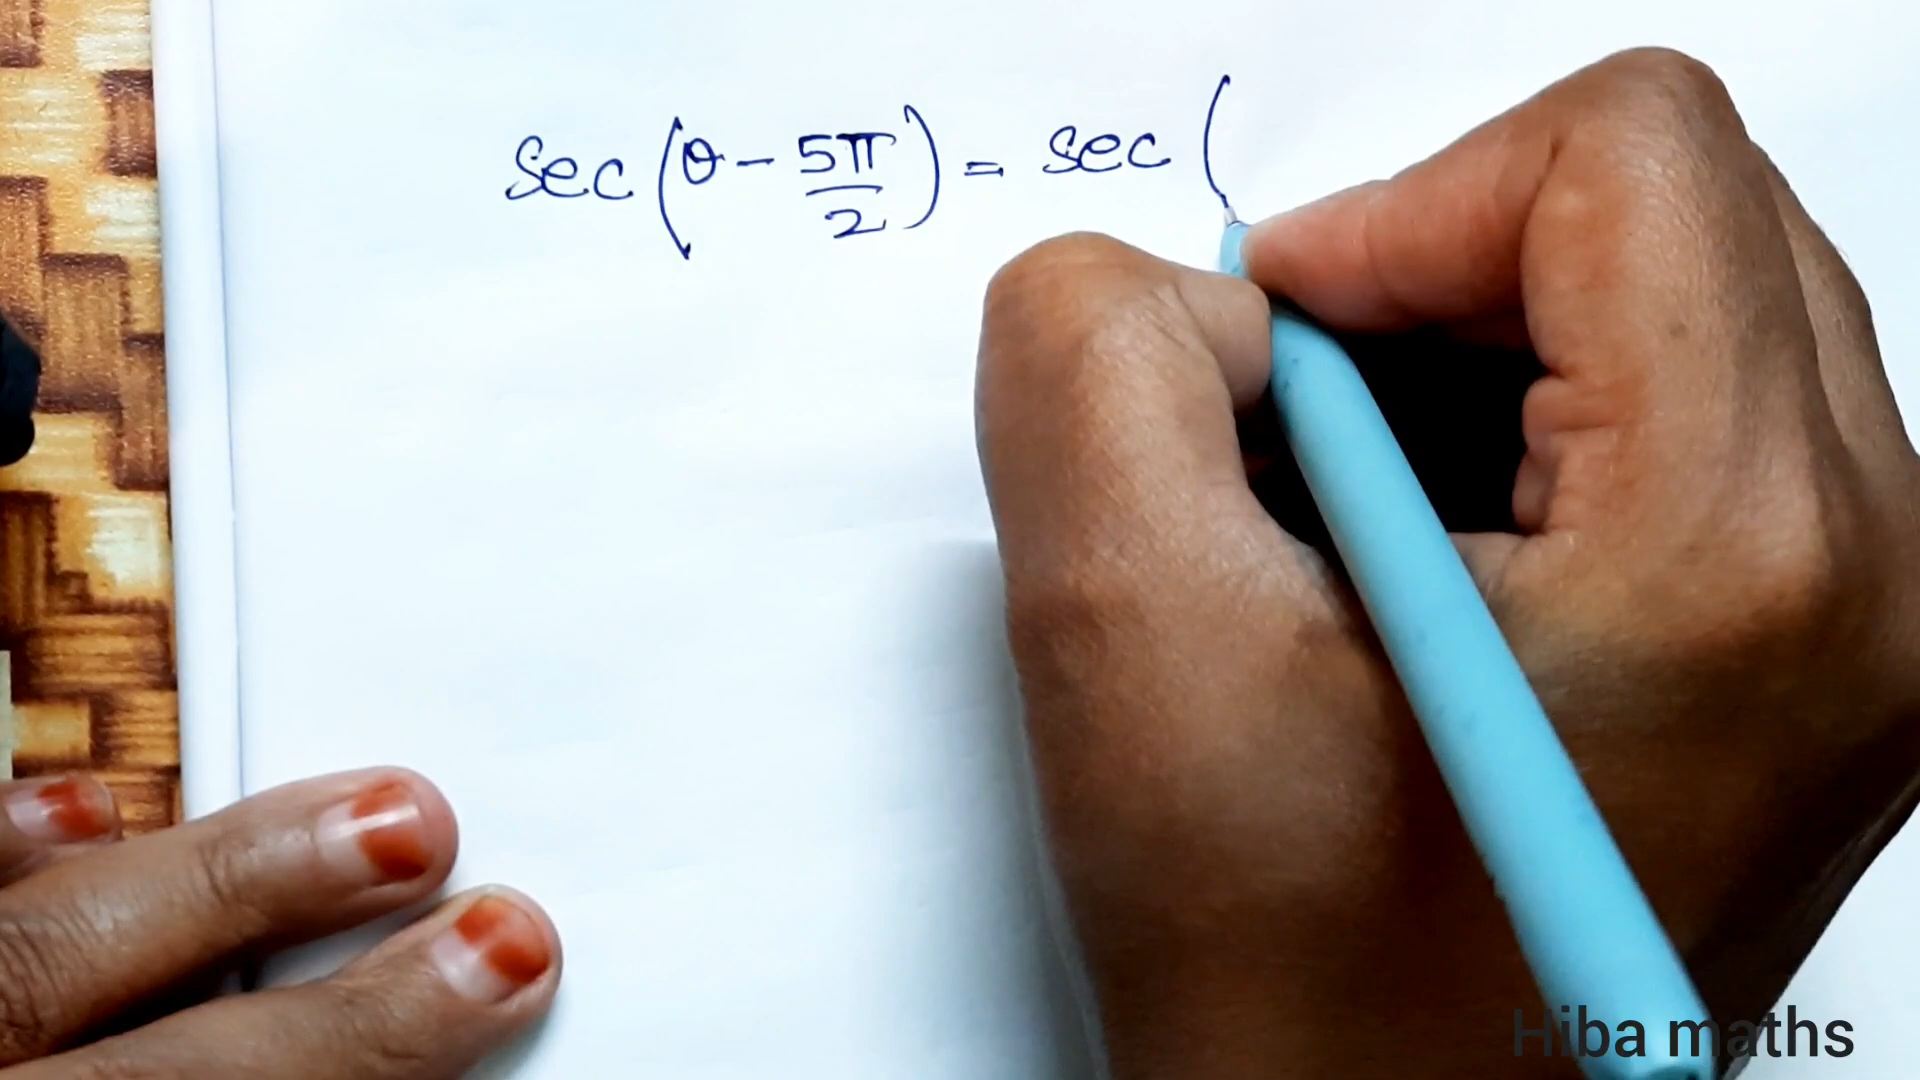 sec(θ - 5π/2) = sec (
Hiba maths